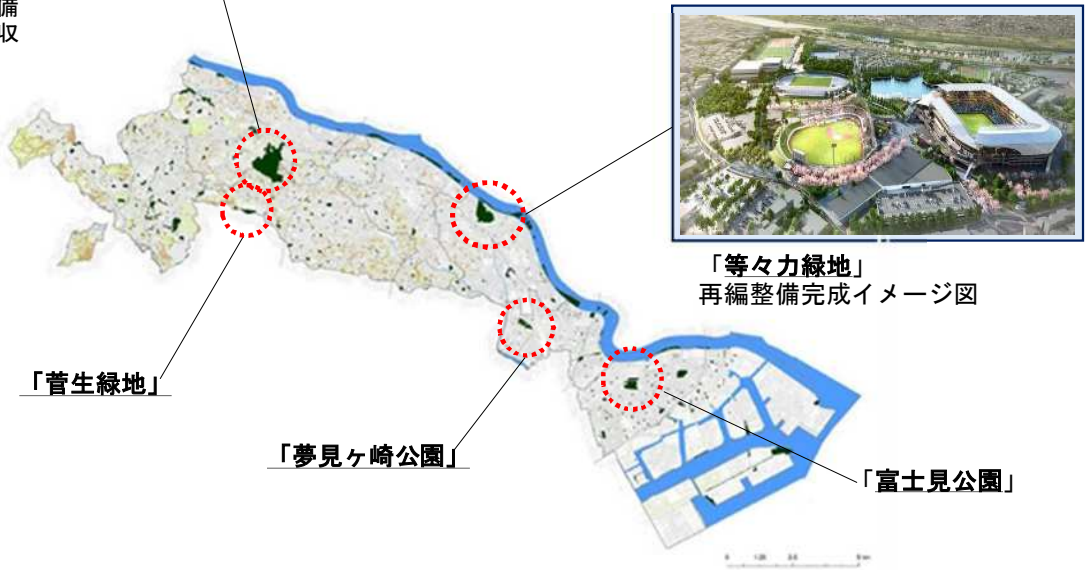 備
収
「等々力緑地」
再編整備完成イメージ図
「菅生緑地」
「夢見ヶ崎公園」
「富士見公園」